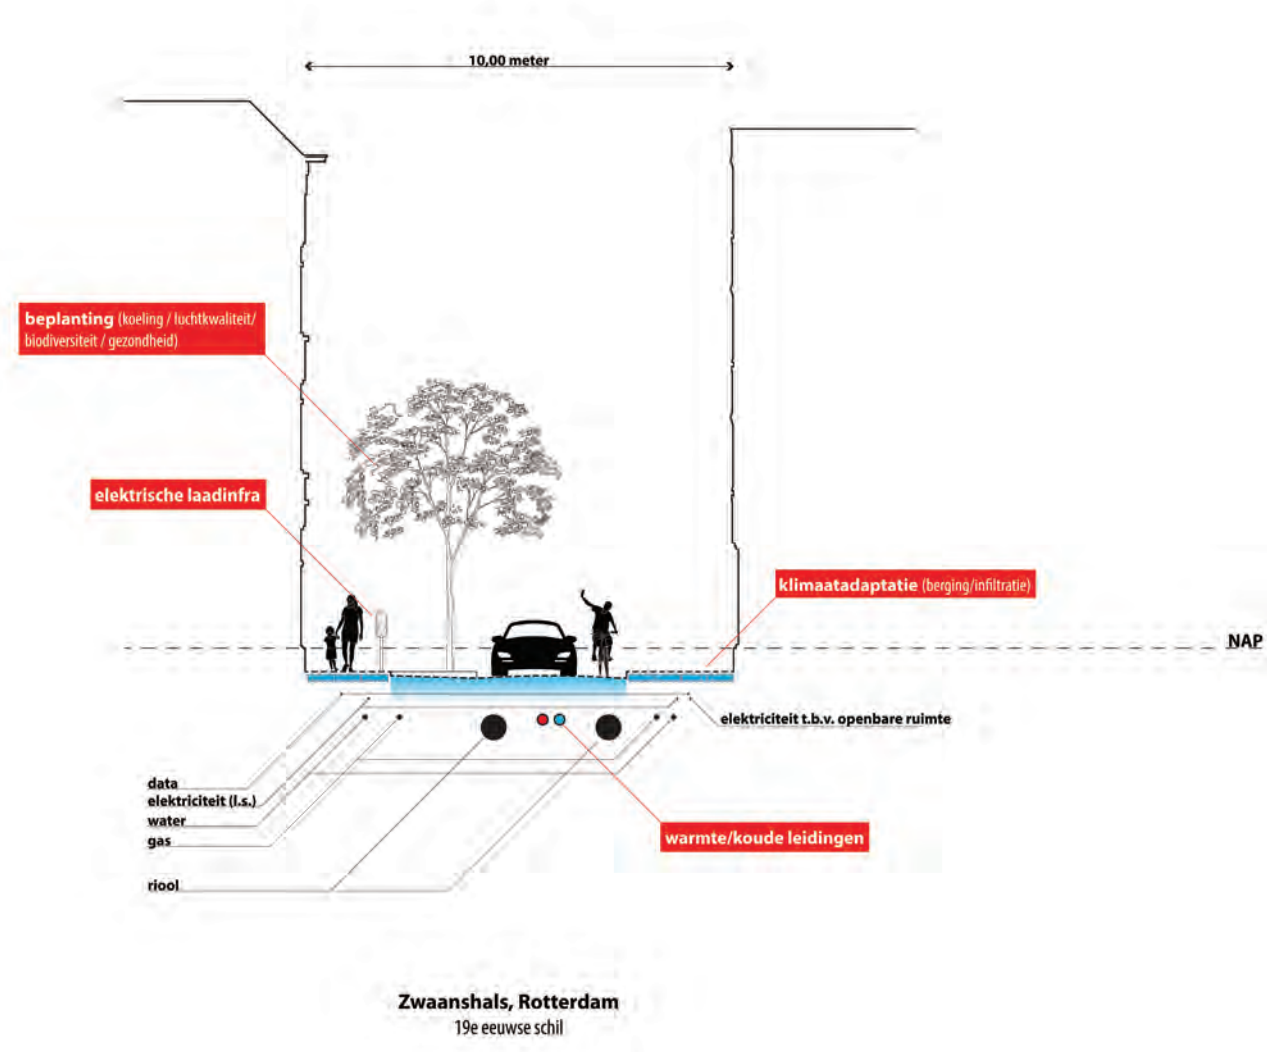 10,00 meter
beplanting (koeling / luchtkwaliteit/
biodiversiteit / gezondheid)
elektrische laadinfra
klimaatadaptatie (berging/infiltratie)
NAP
elektriciteit t.b.v. openbare ruimte
data
elektriciteit (l.s.)
water
gas
warmte/koude leidingen
riool
Zwaanshals, Rotterdam
19e eeuwse schil